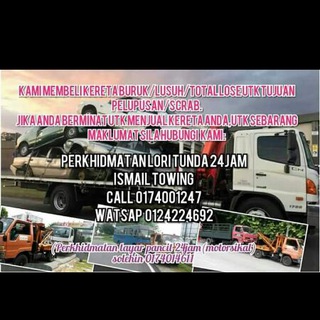 KAMI MEMBELI KERETA BURUK/LUSUH/TOTAL LOSE UTK TUJUAN
PELUPUSAN/SCRAB.
JIKA ANDA BERMINAT UTK MENJUAL KERETA ANDA,UTK SEBARANG
MAKLUMAT SILA HUBUNGI KAMI:
PERKHIDMATAN LORI TUNDA 24 JAM
ISMAIL TOWING
CALL: 0174001247
WATSAP 0124224692
(Perkhidmatan tayar pancit 24jam (motorsikal)
solehin 0174014611